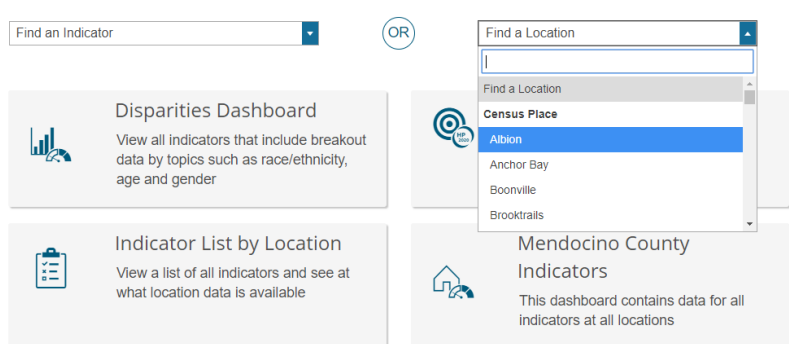 Find an Indicator
OR
Find a Location
Find a Location
Census Place
Albion
Anchor Bay
Boonville
Brooktrails
Disparities Dashboard
View all indicators that include breakout
data by topics such as race/ethnicity,
age and gender
HP
2020
Indicator List by Location
View a list of all indicators and see at
what location data is available
Mendocino County
Indicators
This dashboard contains data for all
indicators at all locations